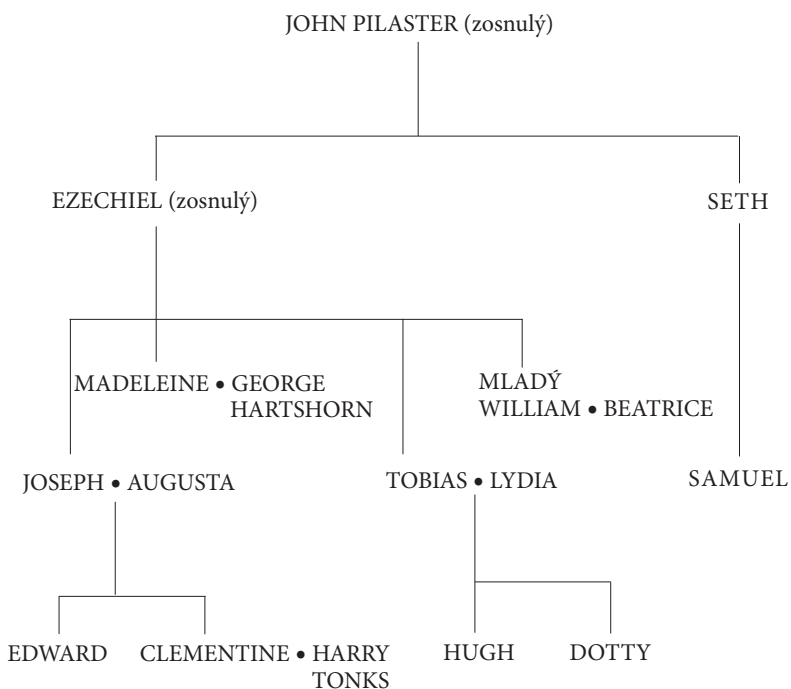 JOHN PILASTER (zosnulý)
EZECHIEL (zosnulý)
SETH
MADELEINE • GEORGE
HARTSHORN
MLADÝ
WILLIAM • BEATRICE
JOSEPH • AUGUSTA
TOBIAS • LYDIA
SAMUEL
EDWARD
CLEMENTINE • HARRY
TONKS
HUGH
DOTTY